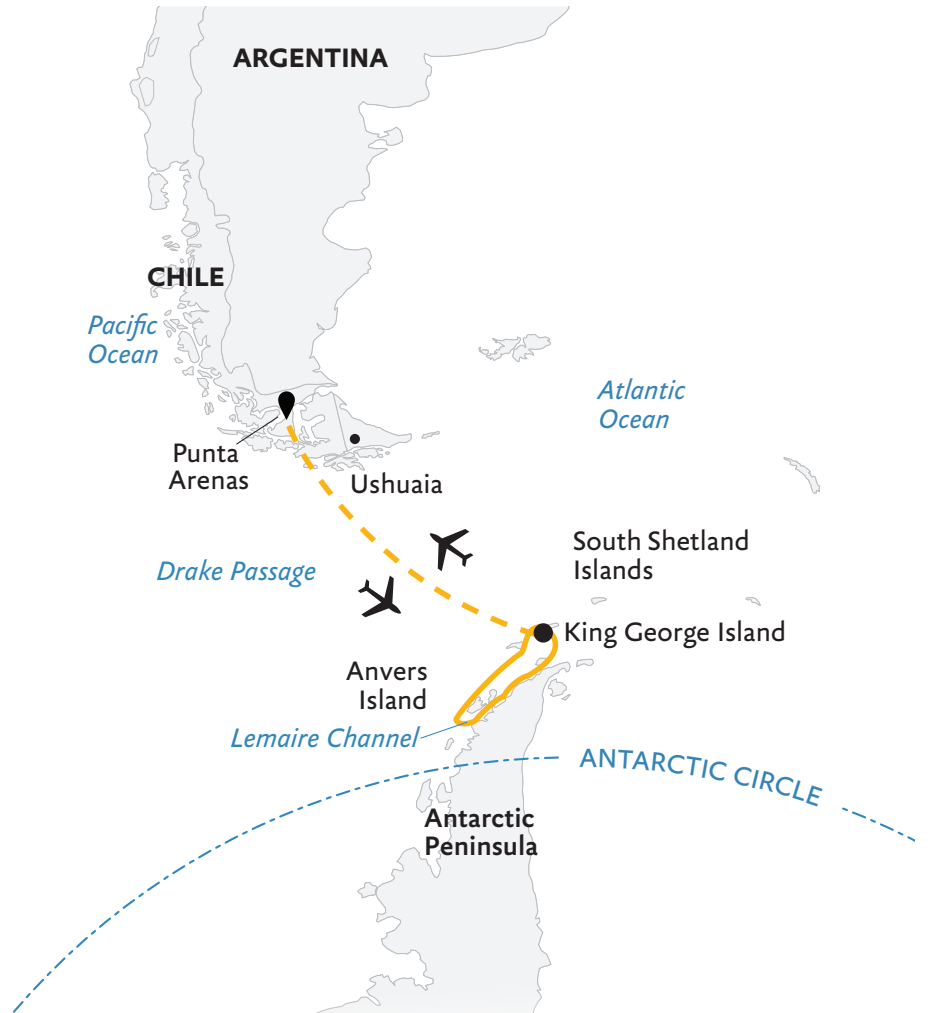 ARGENTINA
CHILE
Pacific
Ocean
Atlantic
Ocean
Punta
Arenas
Ushuaia
South Shetland
Islands
Drake Passage
King George Island
Anvers
Island
Lemaire Channel
ANTARCTIC CIRCLE
Antarctic
Peninsula